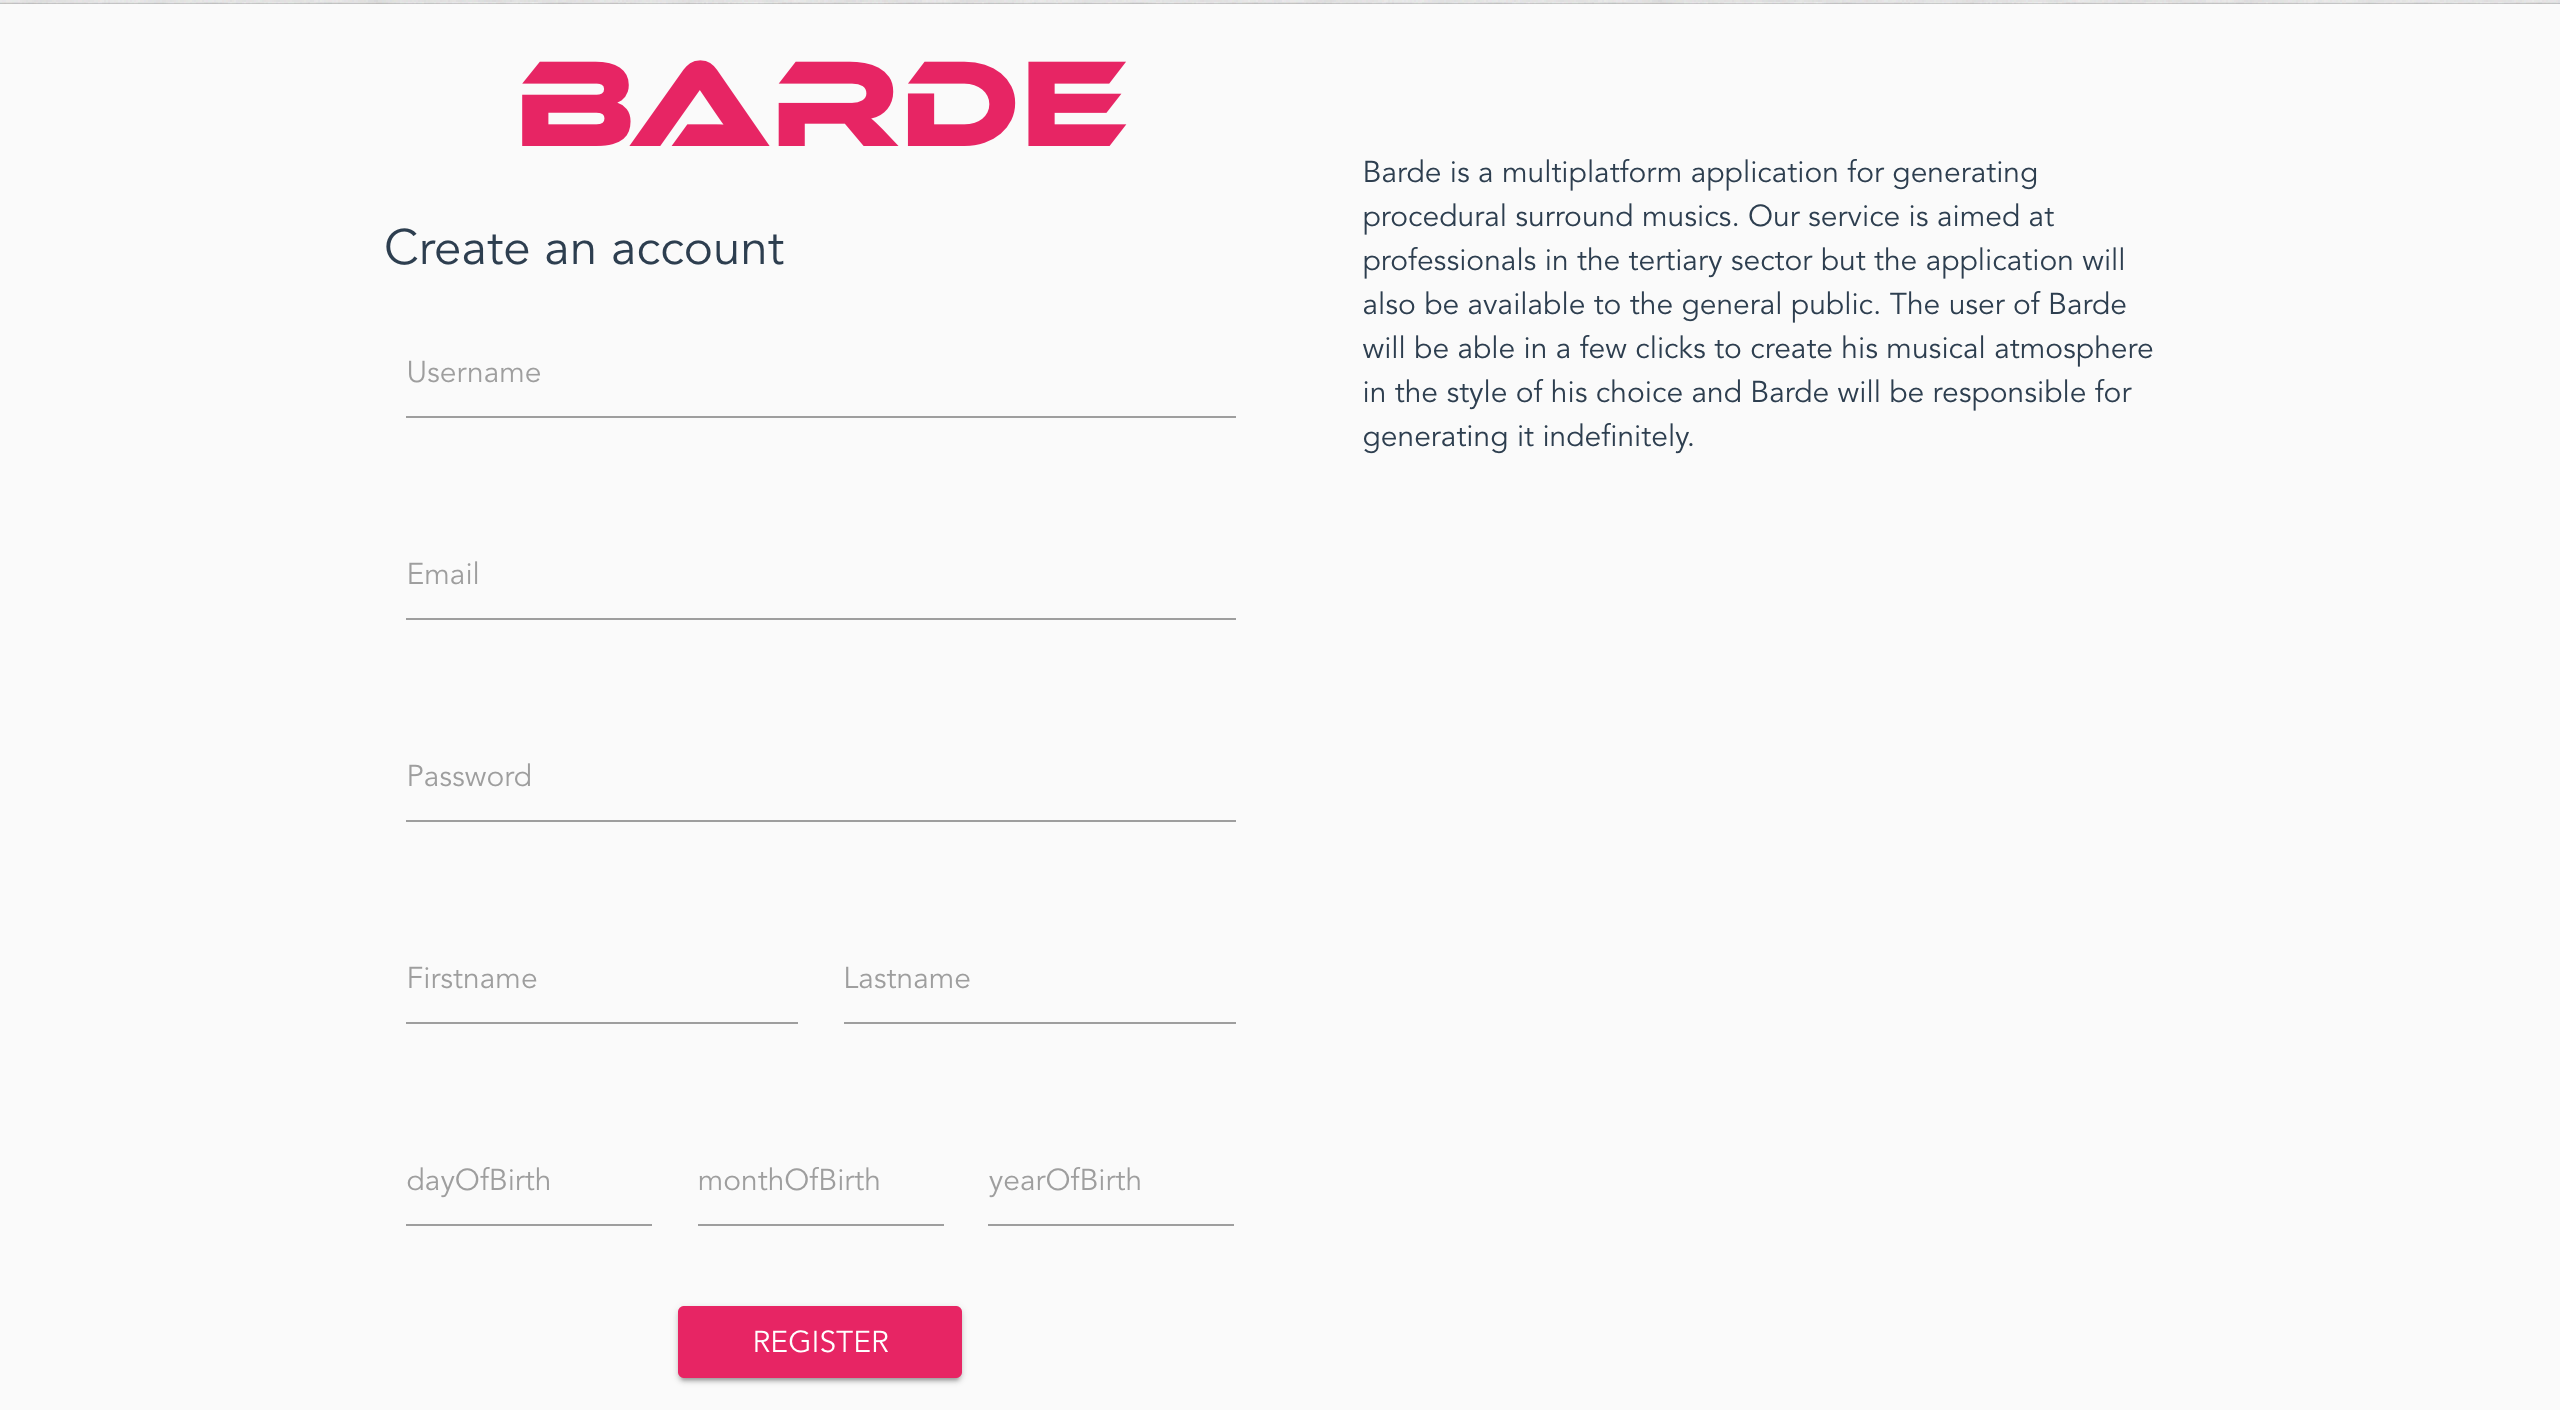 BARDE
Create an account
Username
Email
Password
Firstname
Lastname
dayOfBirth
monthOfBirth
yearOfBirth
REGISTER
Barde is a multiplatform application for generating
procedural surround musics. Our service is aimed at
professionals in the tertiary sector but the application will
also be available to the general public. The user of Barde
will be able in a few clicks to create his musical atmosphere
in the style of his choice and Barde will be responsible for
generating it indefinitely.